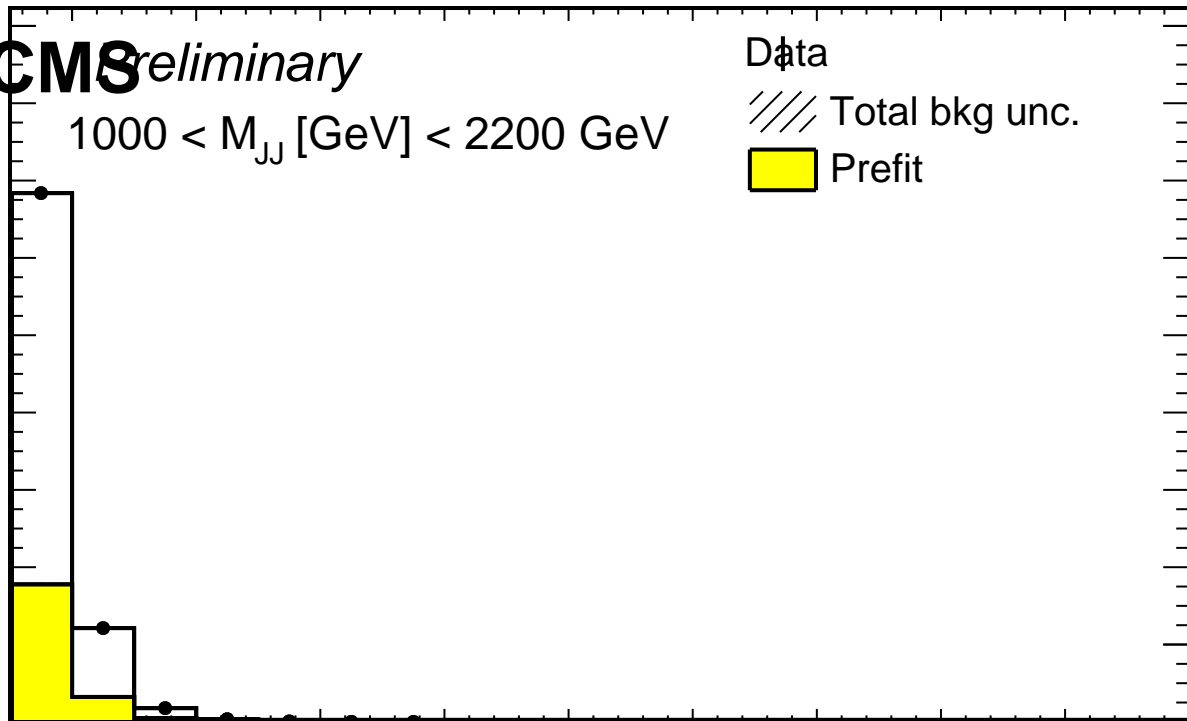 CMS Preliminary
1000 < M_JJ [GeV] < 2200 GeV
Data
Total bkg unc.
Prefit